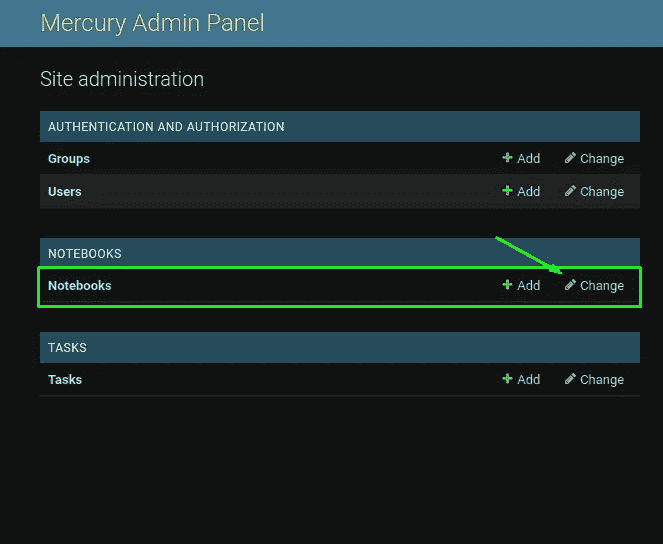 Mercury Admin Panel
Site administration
AUTHENTICATION AND AUTHORIZATION
Groups Add Change
Users Add Change
NOTEBOOKS
Notebooks Add Change
TASKS
Tasks Add Change